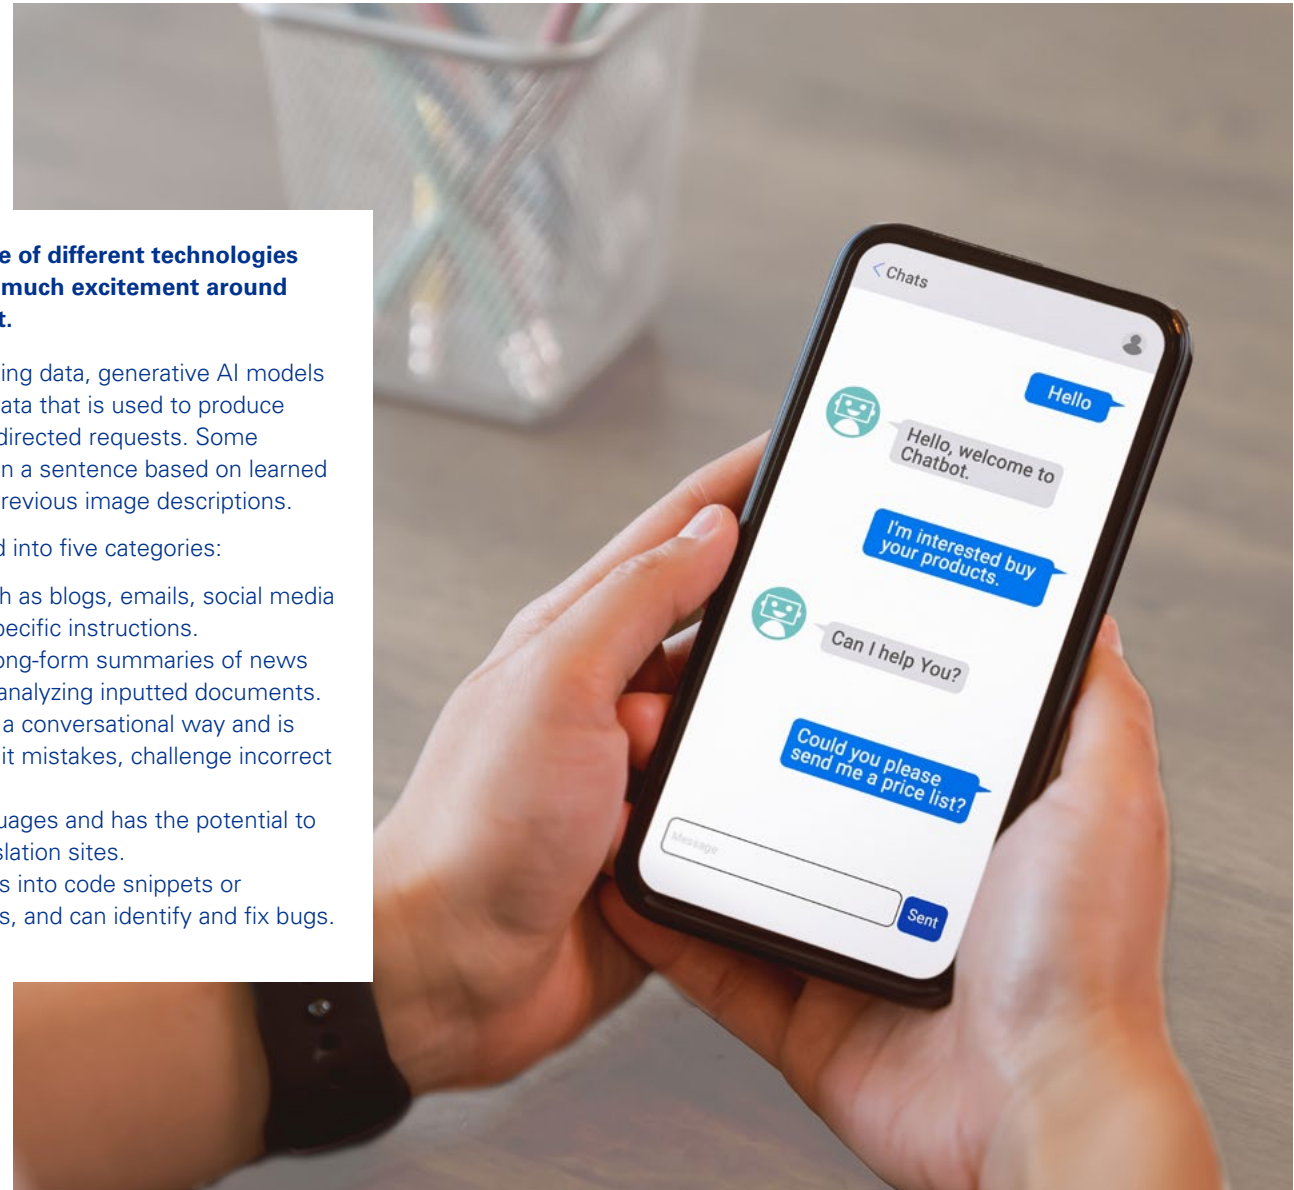 e of different technologies
much excitement around
t.
ing data, generative AI models
ata that is used to produce
directed requests. Some
n a sentence based on learned
revious image descriptions.
d into five categories:
h as blogs, emails, social media
pecific instructions.
ong-form summaries of news
analyzing inputted documents.
a conversational way and is
it mistakes, challenge incorrect
uages and has the potential to
slation sites.
s into code snippets or
s, and can identify and fix bugs.
Chats
Hello
Hello, welcome to
Chatbot.
I'm interested buy
your products.
Can I help You?
Could you please
send me a price list?
Message
Sent